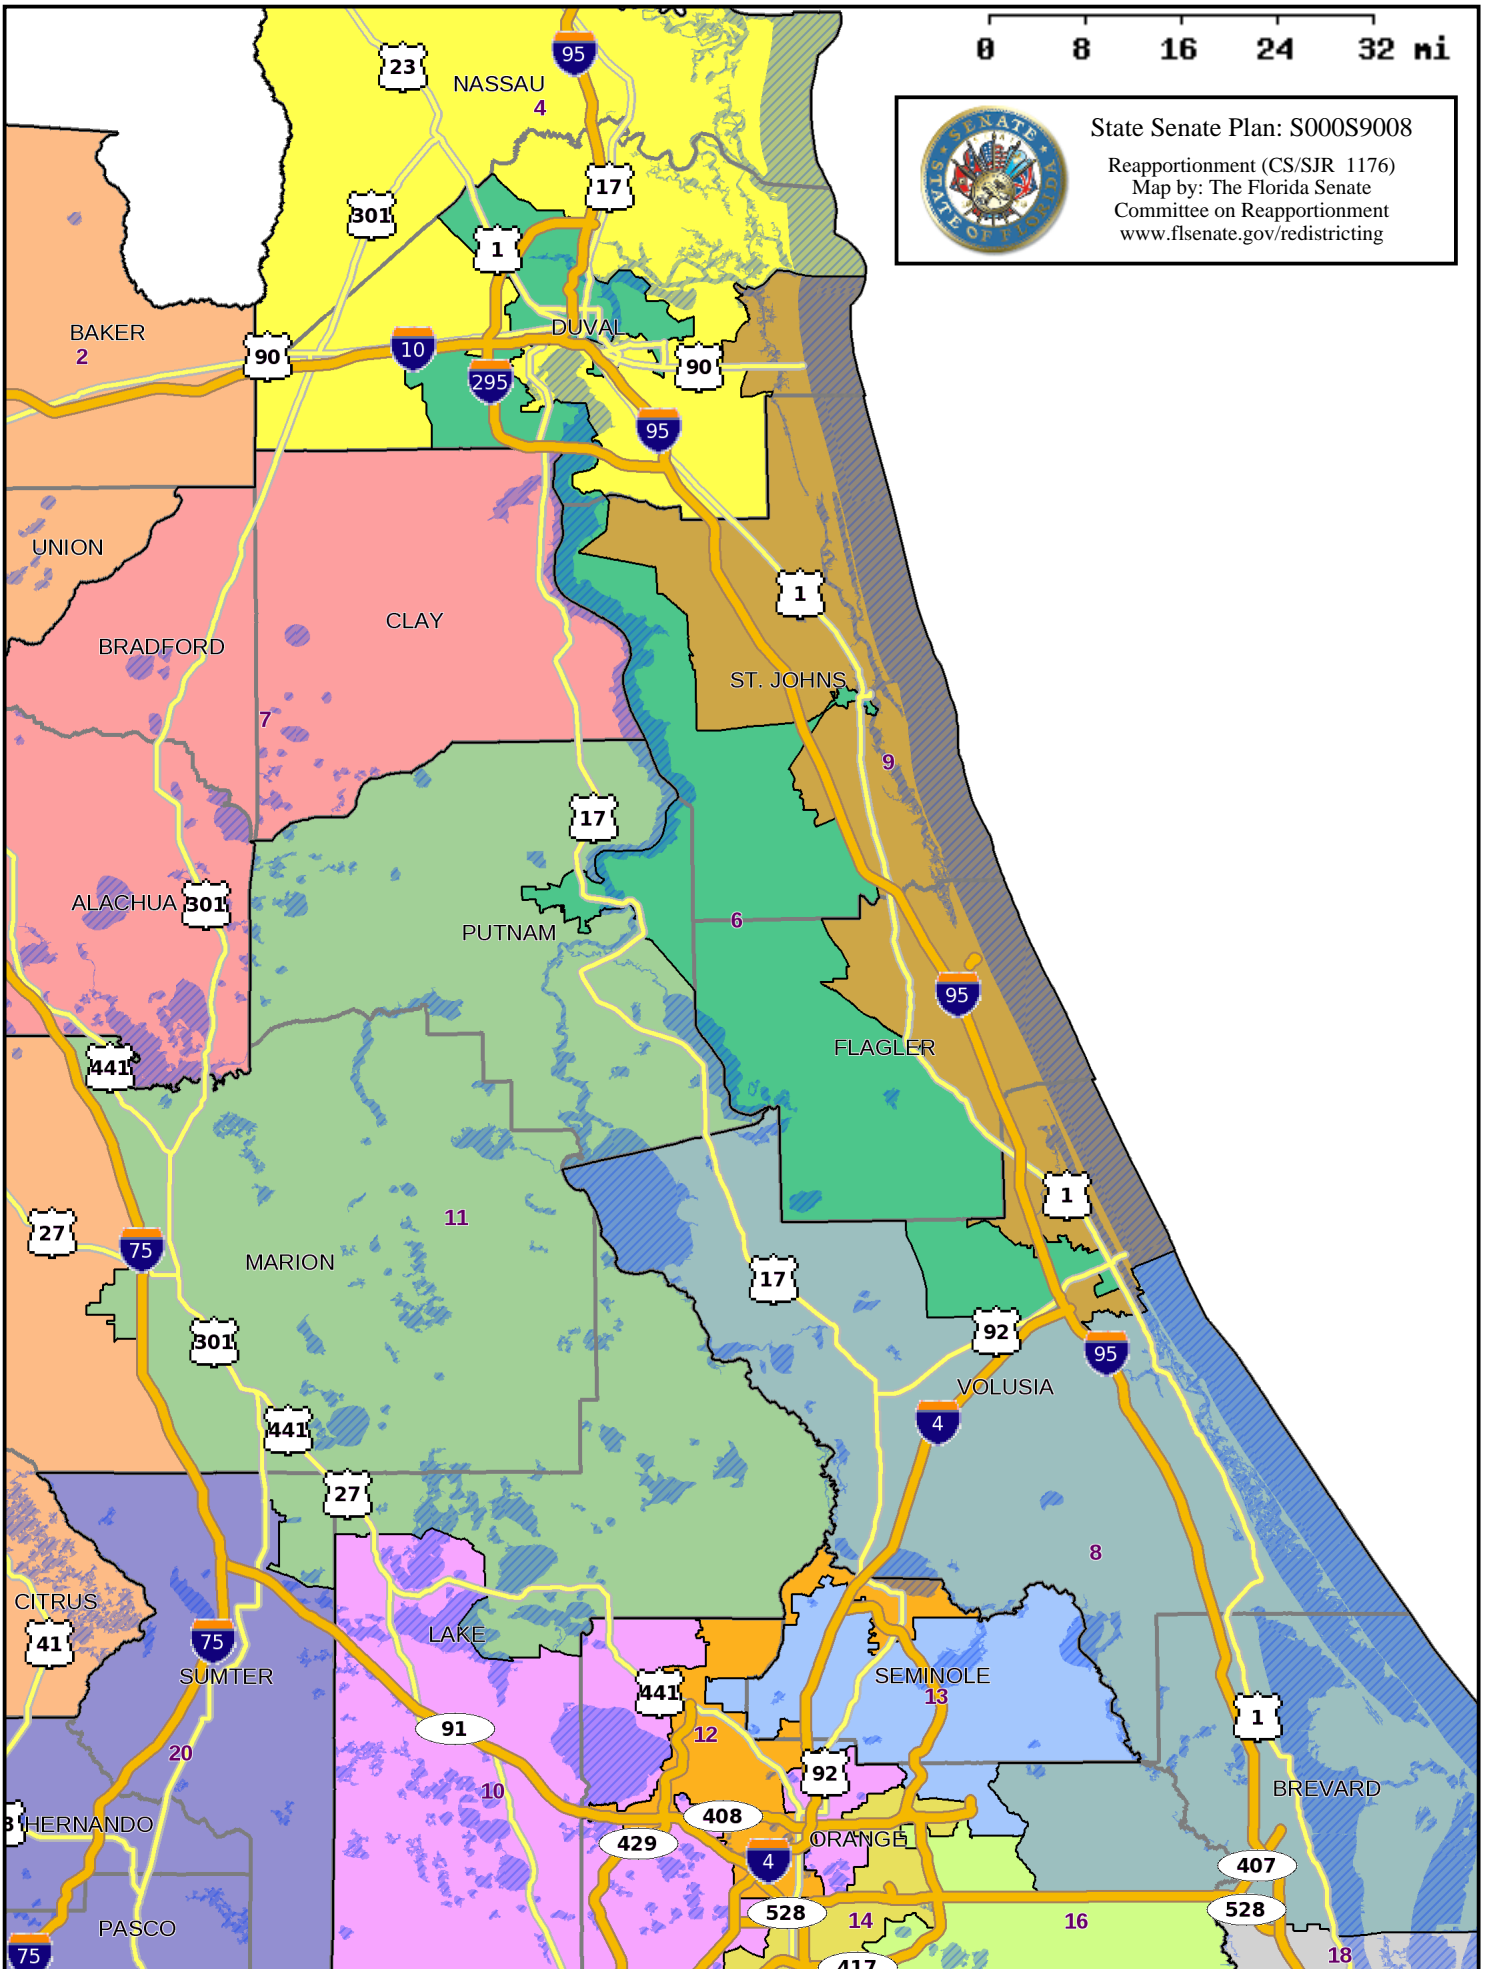 0 8 16 24 32 mi
State Senate Plan: S000S9008
Reapportionment (CS/SJR 1176)
Map by: The Florida Senate
Committee on Reapportionment
www.flsenate.gov/redistricting
SENATE
STATE OF FLORIDA
95
23
NASSAU
4
17
301
1
BAKER
2
90
10
DUVAL
90
295
95
UNION
1
CLAY
BRADFORD
ST. JOHNS
7
9
17
ALACHUA
301
PUTNAM
6
95
FLAGLER
441
1
11
27
75
MARION
17
301
92
95
VOLUSIA
4
441
27
8
CITRUS
41
75
LAKE
SUMTER
SEMINOLE
13
441
91
12
1
20
92
BREVARD
10
HERNANDO
408
429
ORANGE
4
407
528
528
14
16
PASCO
75
18
417